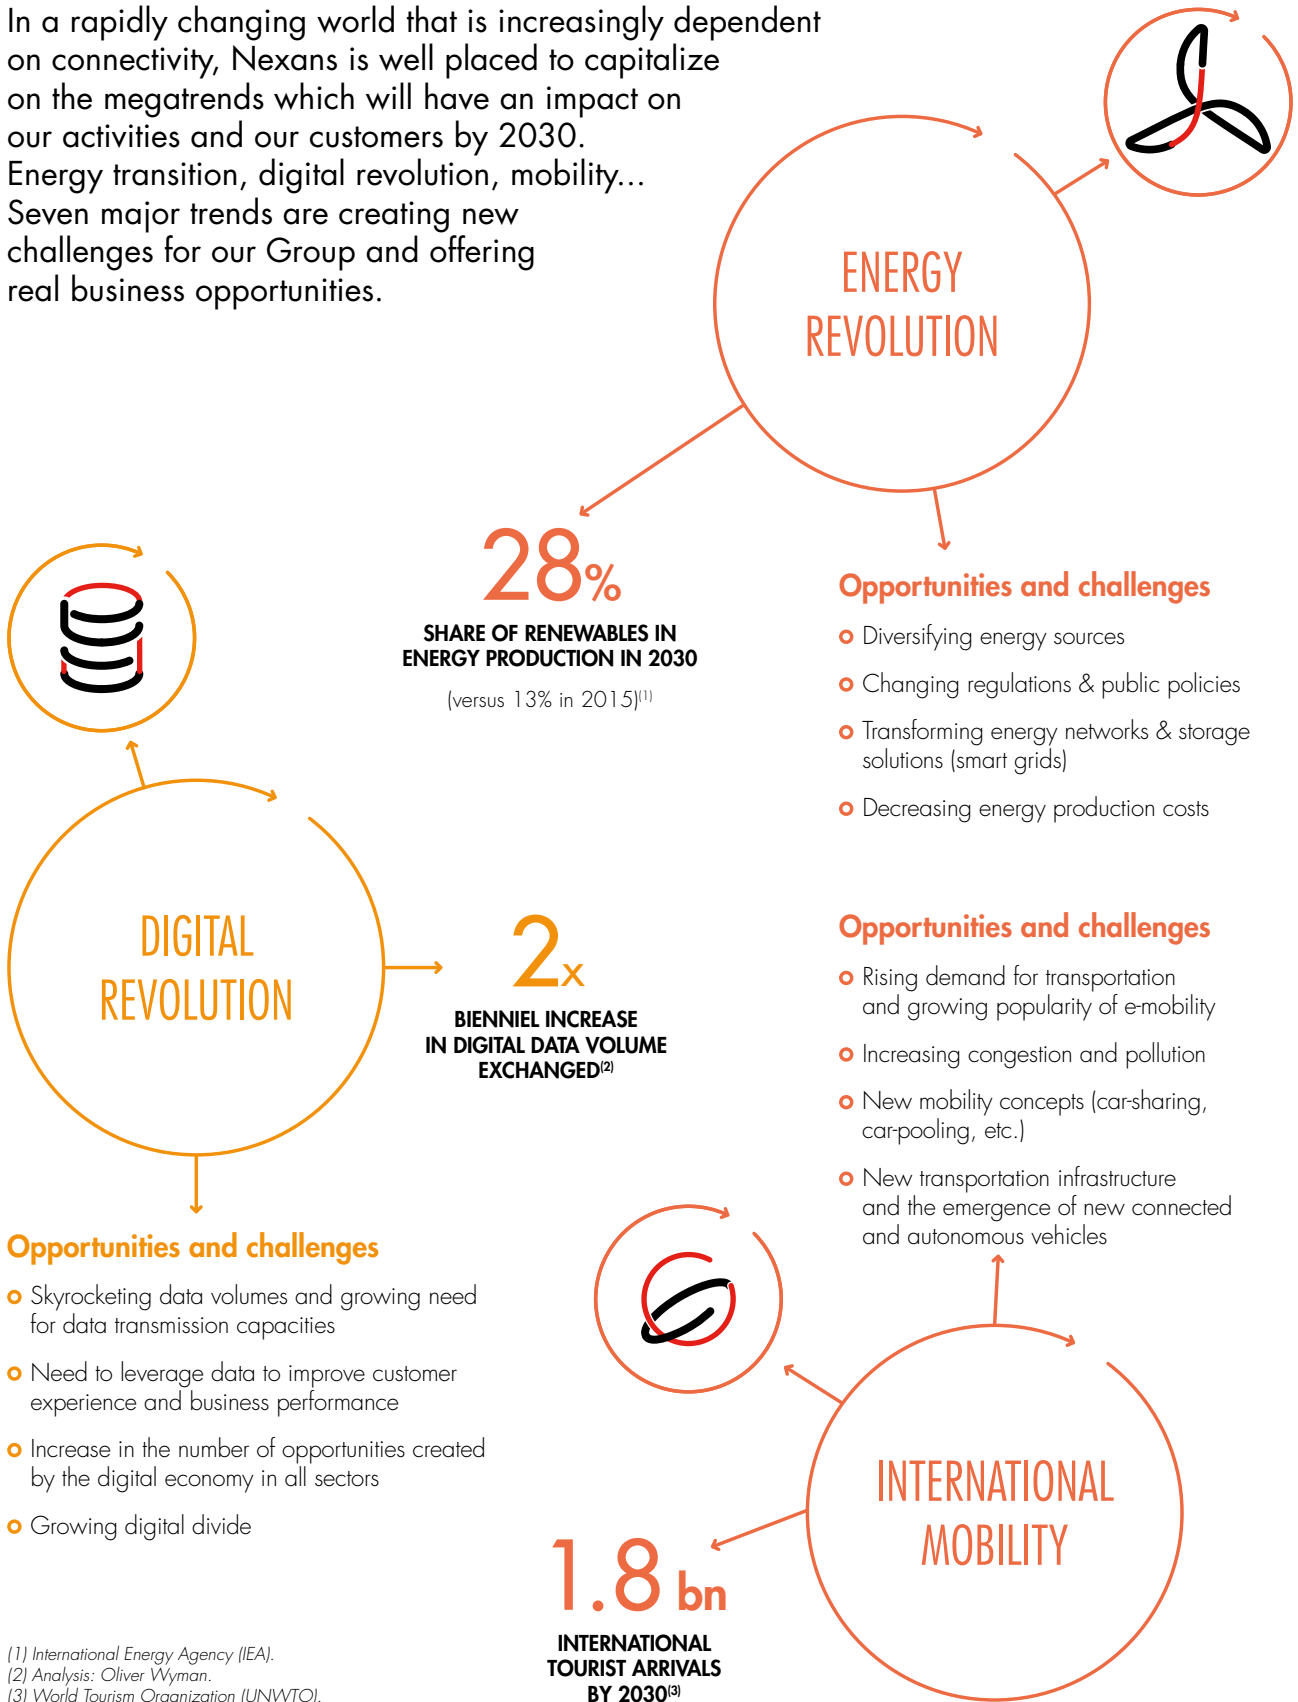 In a rapidly changing world that is increasingly dependent
on connectivity, Nexans is well placed to capitalize
on the megatrends which will have an impact on
our activities and our customers by 2030.
Energy transition, digital revolution, mobility...
Seven major trends are creating new
challenges for our Group and offering
real business opportunities.
ENERGY
REVOLUTION
28%
SHARE OF RENEWABLES IN
ENERGY PRODUCTION IN 2030
(versus 13% in 2015)(1)
Opportunities and challenges
Diversifying energy sources
Changing regulations & public policies
Transforming energy networks & storage
solutions (smart grids)
Decreasing energy production costs
DIGITAL
REVOLUTION
2x
BIENNIEL INCREASE
IN DIGITAL DATA VOLUME
EXCHANGED(2)
Opportunities and challenges
Skyrocketing data volumes and growing need
for data transmission capacities
Need to leverage data to improve customer
experience and business performance
Increase in the number of opportunities created
by the digital economy in all sectors
Growing digital divide
Opportunities and challenges
Rising demand for transportation
and growing popularity of e-mobility
Increasing congestion and pollution
New mobility concepts (car-sharing,
car-pooling, etc.)
New transportation infrastructure
and the emergence of new connected
and autonomous vehicles
INTERNATIONAL
MOBILITY
1.8 bn
INTERNATIONAL
TOURIST ARRIVALS
BY 2030(3)
(1) International Energy Agency (IEA).
(2) Analysis: Oliver Wyman.
(3) World Tourism Organization (UNWTO).